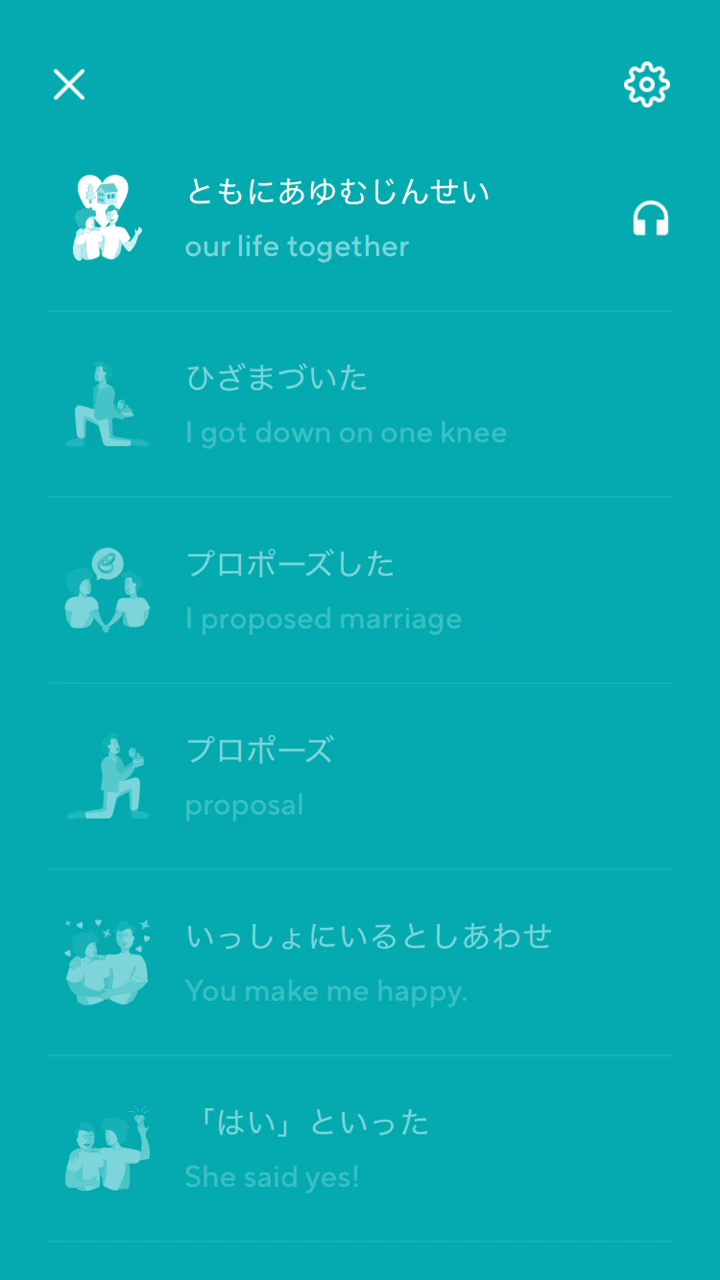 ともにあゆむじんせい
our life together
ひざまづいた
I got down on one knee
プロポーズした
I proposed marriage
プロポーズ
proposal
いっしょにいるとしあわせ
You make me happy.
「はい」といった
She said yes!